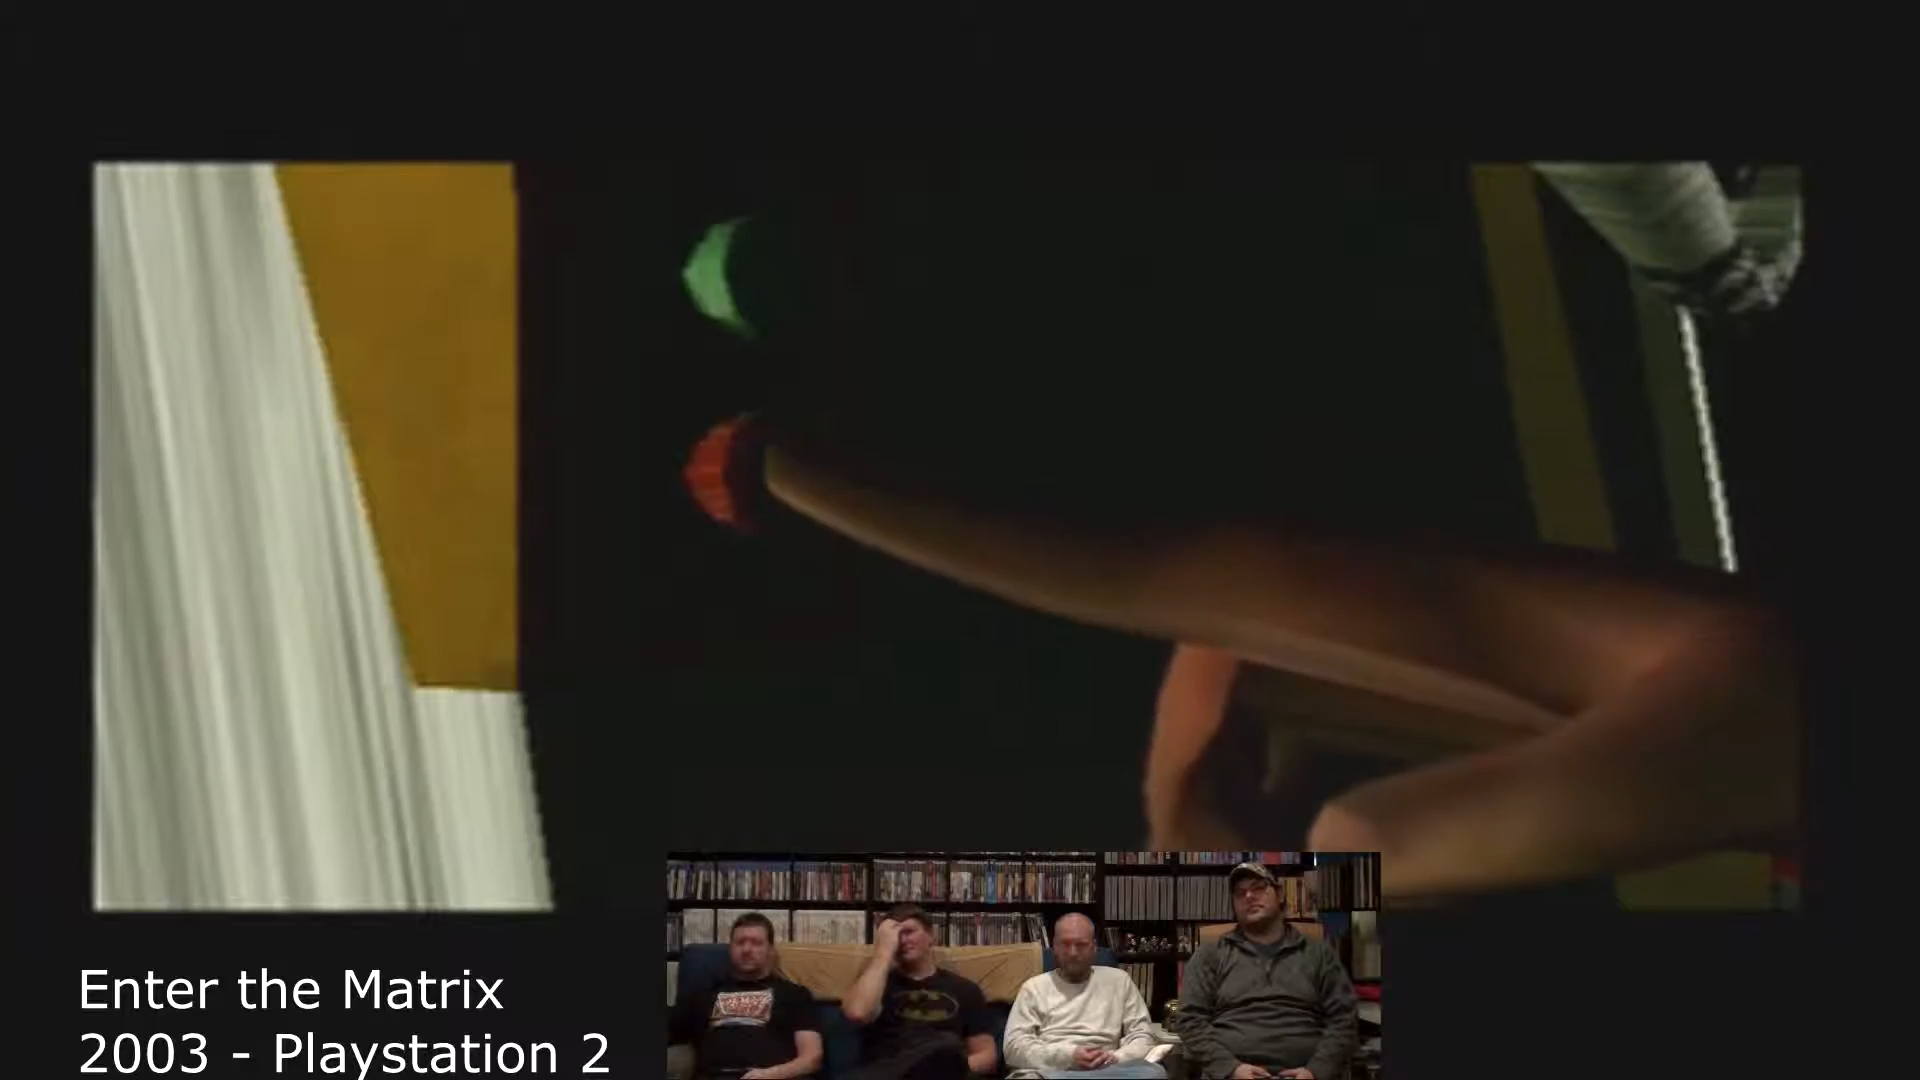 Enter the Matrix
2003 - Playstation 2